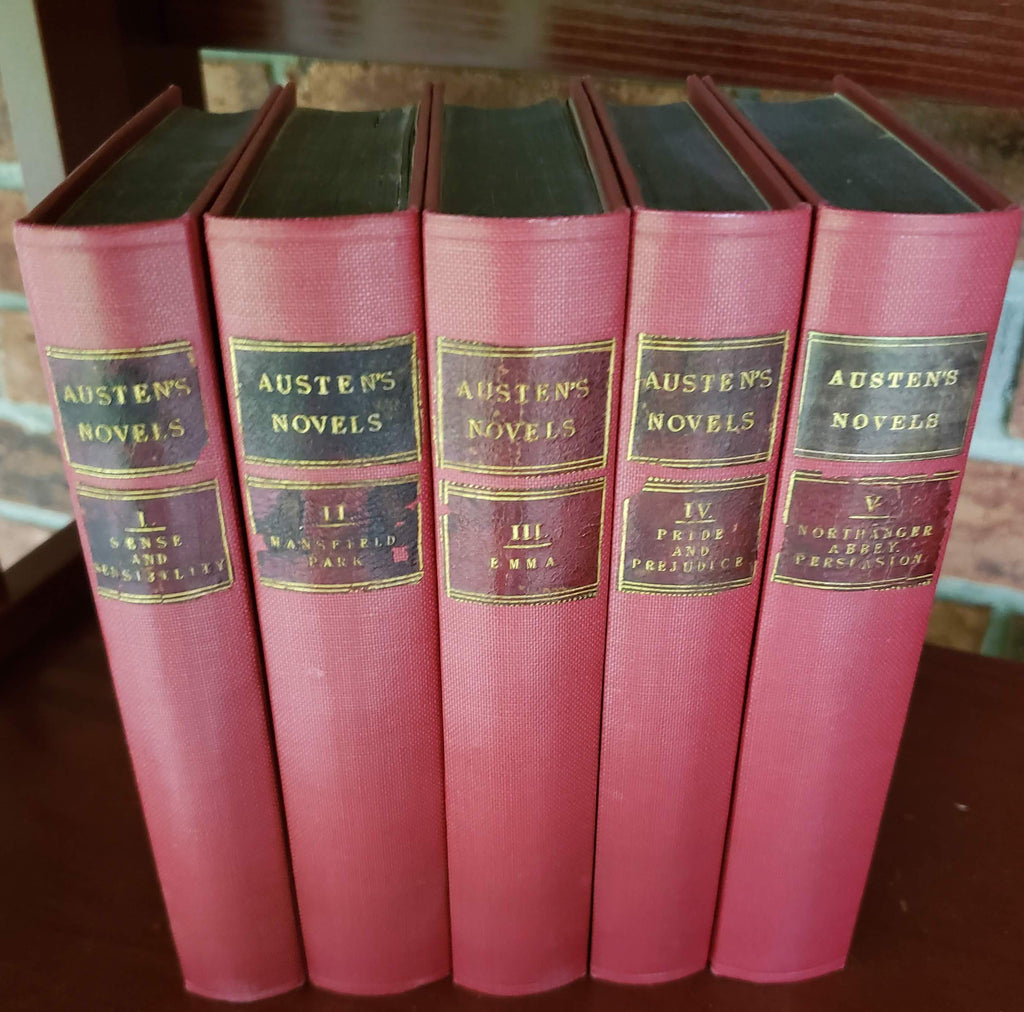 AUSTEN'S
NOVELS
I.
SENSE
AND
SENSIBILITY
AUSTEN'S
NOVELS
II
MANSFIELD
PARK
AUSTEN'S
NOVELS
III.
EMMA
AUSTEN'S
NOVELS
IV.
PRIDE
AND
PREJUDICE
AUSTEN'S
NOVELS
V.
NORTHANGER
ABBEY.
PERSUASION.